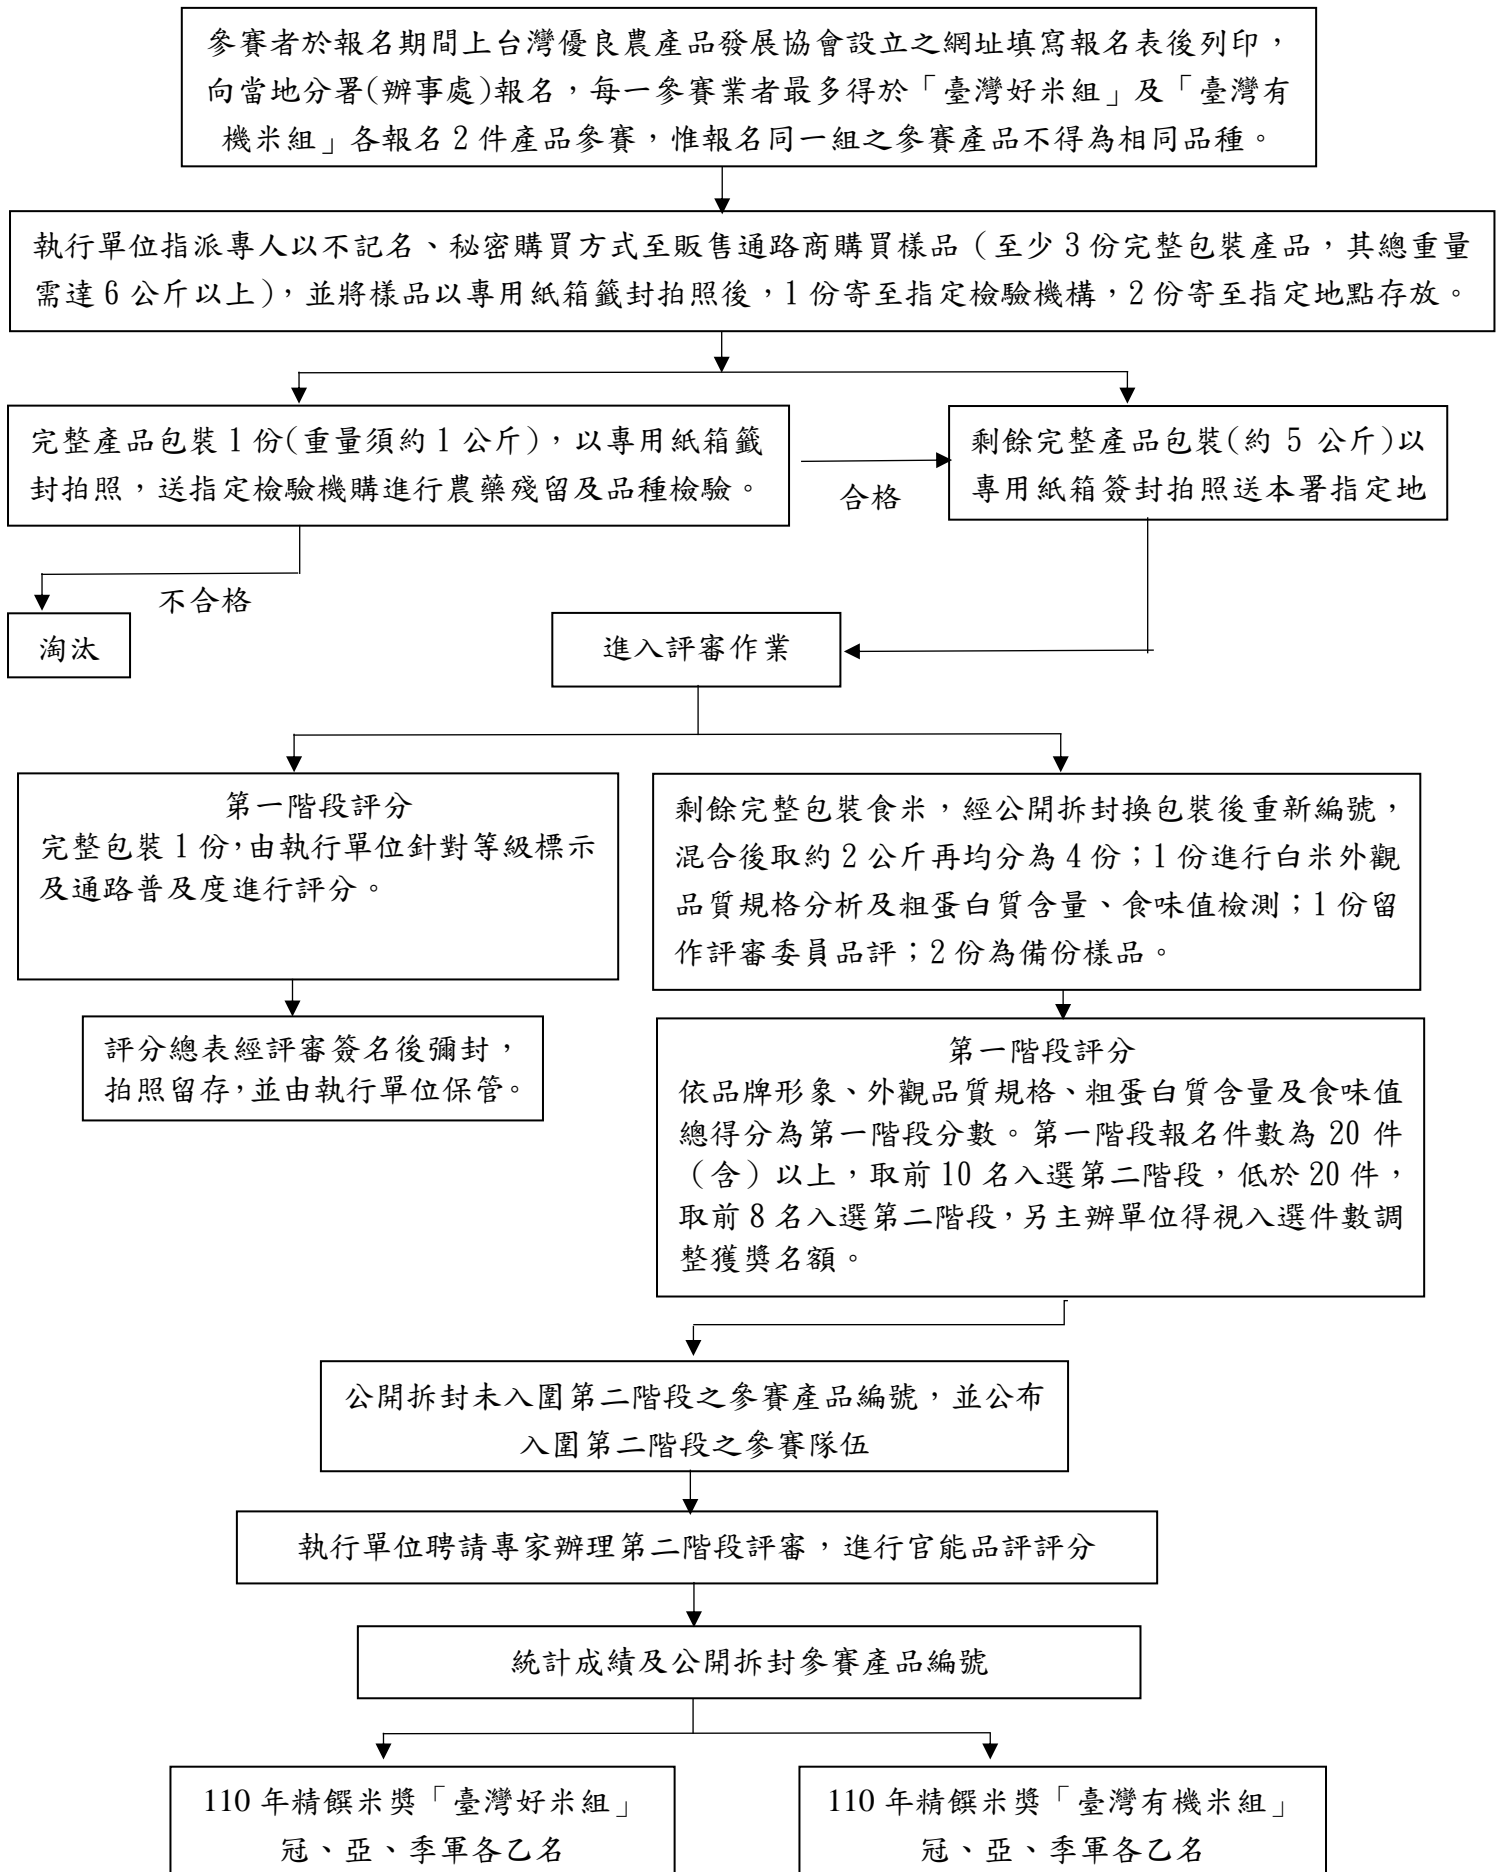 參賽者於報名期間上台灣優良農產品發展協會設立之網址填寫報名表後列印，
向當地分署(辦事處)報名，每一參賽業者最多得於「臺灣好米組」及「臺灣有
機米組」各報名 2 件產品參賽，惟報名同一組之參賽產品不得為相同品種。
執行單位指派專人以不記名、秘密購買方式至販售通路商購買樣品（至少 3 份完整包裝產品，其總重量
需達 6 公斤以上），並將樣品以專用紙箱籤封拍照後，1 份寄至指定檢驗機構，2 份寄至指定地點存放。
完整產品包裝 1 份(重量須約 1 公斤)，以專用紙箱籤
封拍照，送指定檢驗機購進行農藥殘留及品種檢驗。
合格
剩餘完整產品包裝(約 5 公斤)以
專用紙箱簽封拍照送本署指定地
不合格
淘汰
進入評審作業
第一階段評分
完整包裝 1 份，由執行單位針對等級標示
及通路普及度進行評分。
評分總表經評審簽名後彌封，
拍照留存，並由執行單位保管。
剩餘完整包裝食米，經公開拆封換包裝後重新編號，
混合後取約 2 公斤再均分為 4 份；1 份進行白米外觀
品質規格分析及粗蛋白質含量、食味值檢測；1 份留
作評審委員品評；2 份為備份樣品。
第一階段評分
依品牌形象、外觀品質規格、粗蛋白質含量及食味值
總得分為第一階段分數。第一階段報名件數為 20 件
（含）以上，取前 10 名入選第二階段，低於 20 件，
取前 8 名入選第二階段，另主辦單位得視入選件數調
整獲獎名額。
公開拆封未入圍第二階段之參賽產品編號，並公布
入圍第二階段之參賽隊伍
執行單位聘請專家辦理第二階段評審，進行官能品評評分
統計成績及公開拆封參賽產品編號
110 年精饌米獎「臺灣好米組」
冠、亞、季軍各乙名
110 年精饌米獎「臺灣有機米組」
冠、亞、季軍各乙名